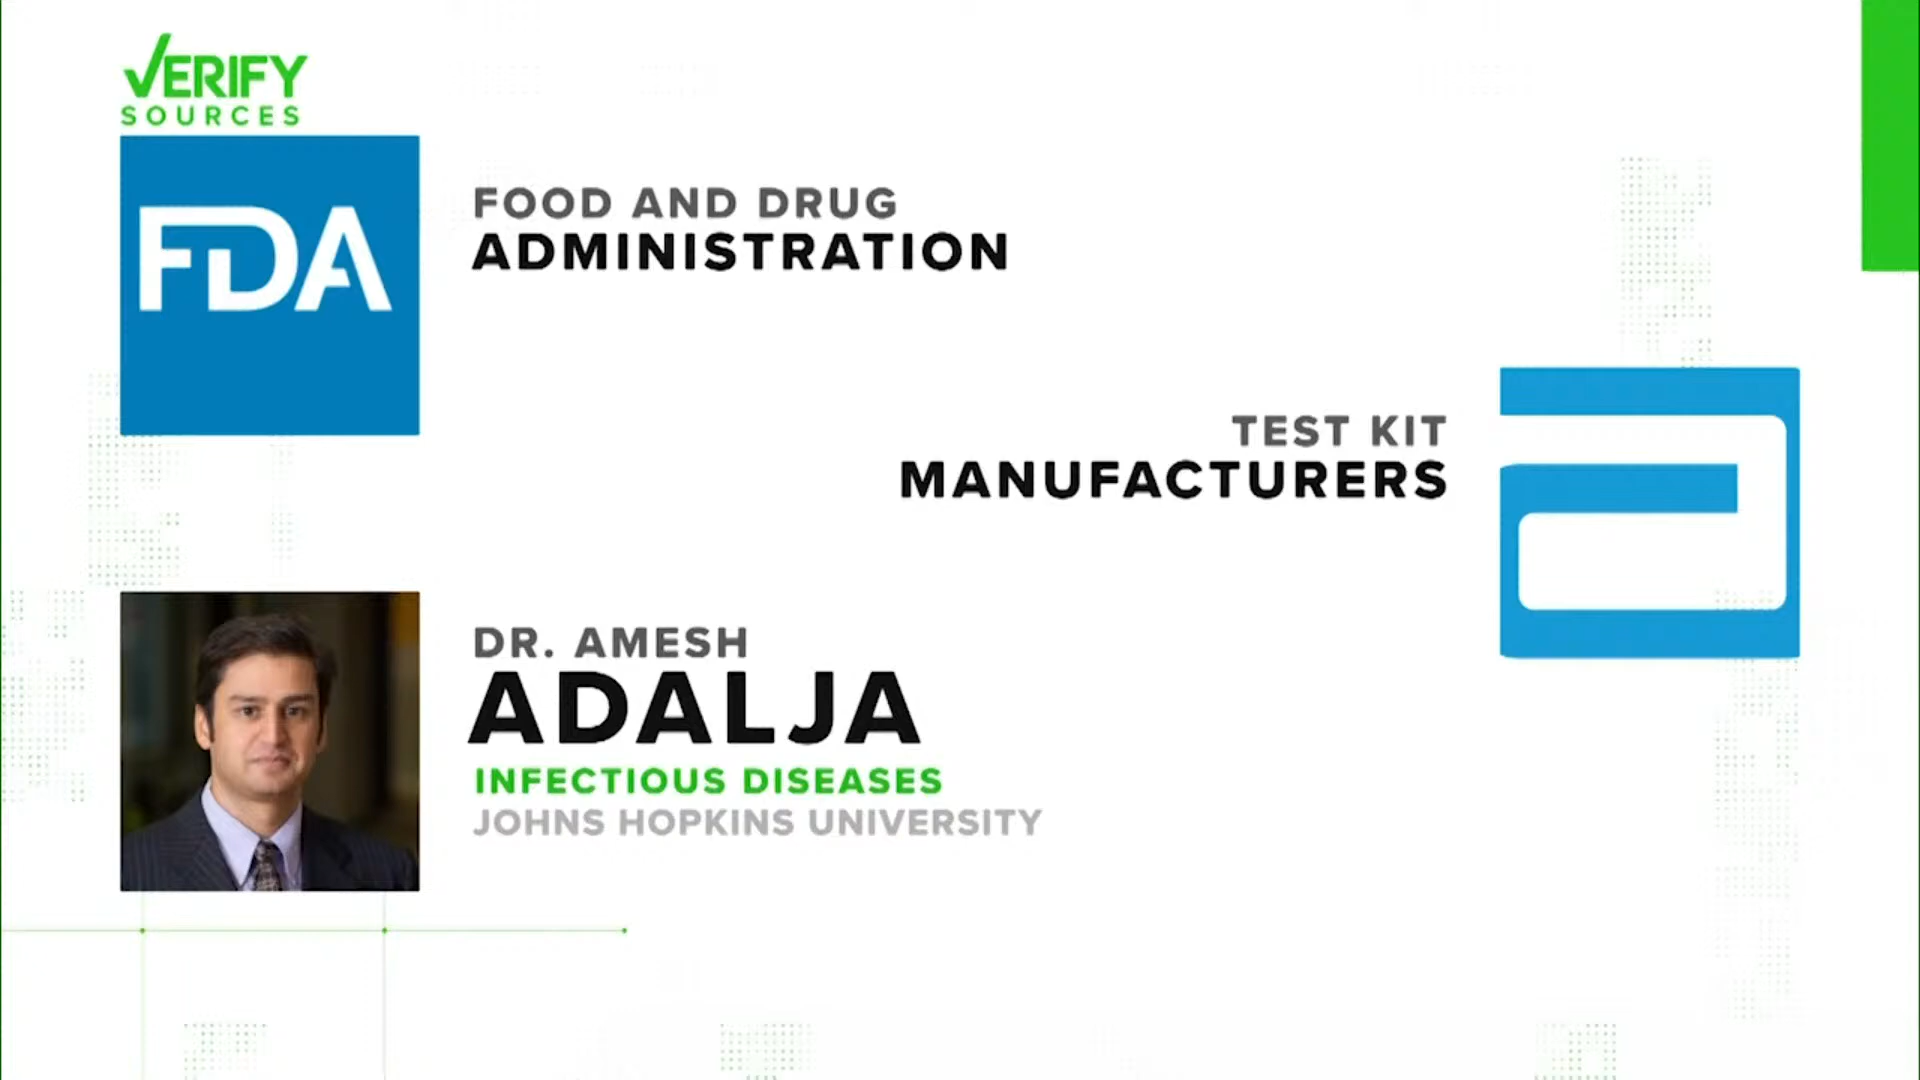 VERIFY
SOURCES
FDA
FOOD AND DRUG
ADMINISTRATION
TEST KIT
MANUFACTURERS
DR. AMESH
ADALJA
INFECTIOUS DISEASES
JOHNS HOPKINS UNIVERSITY